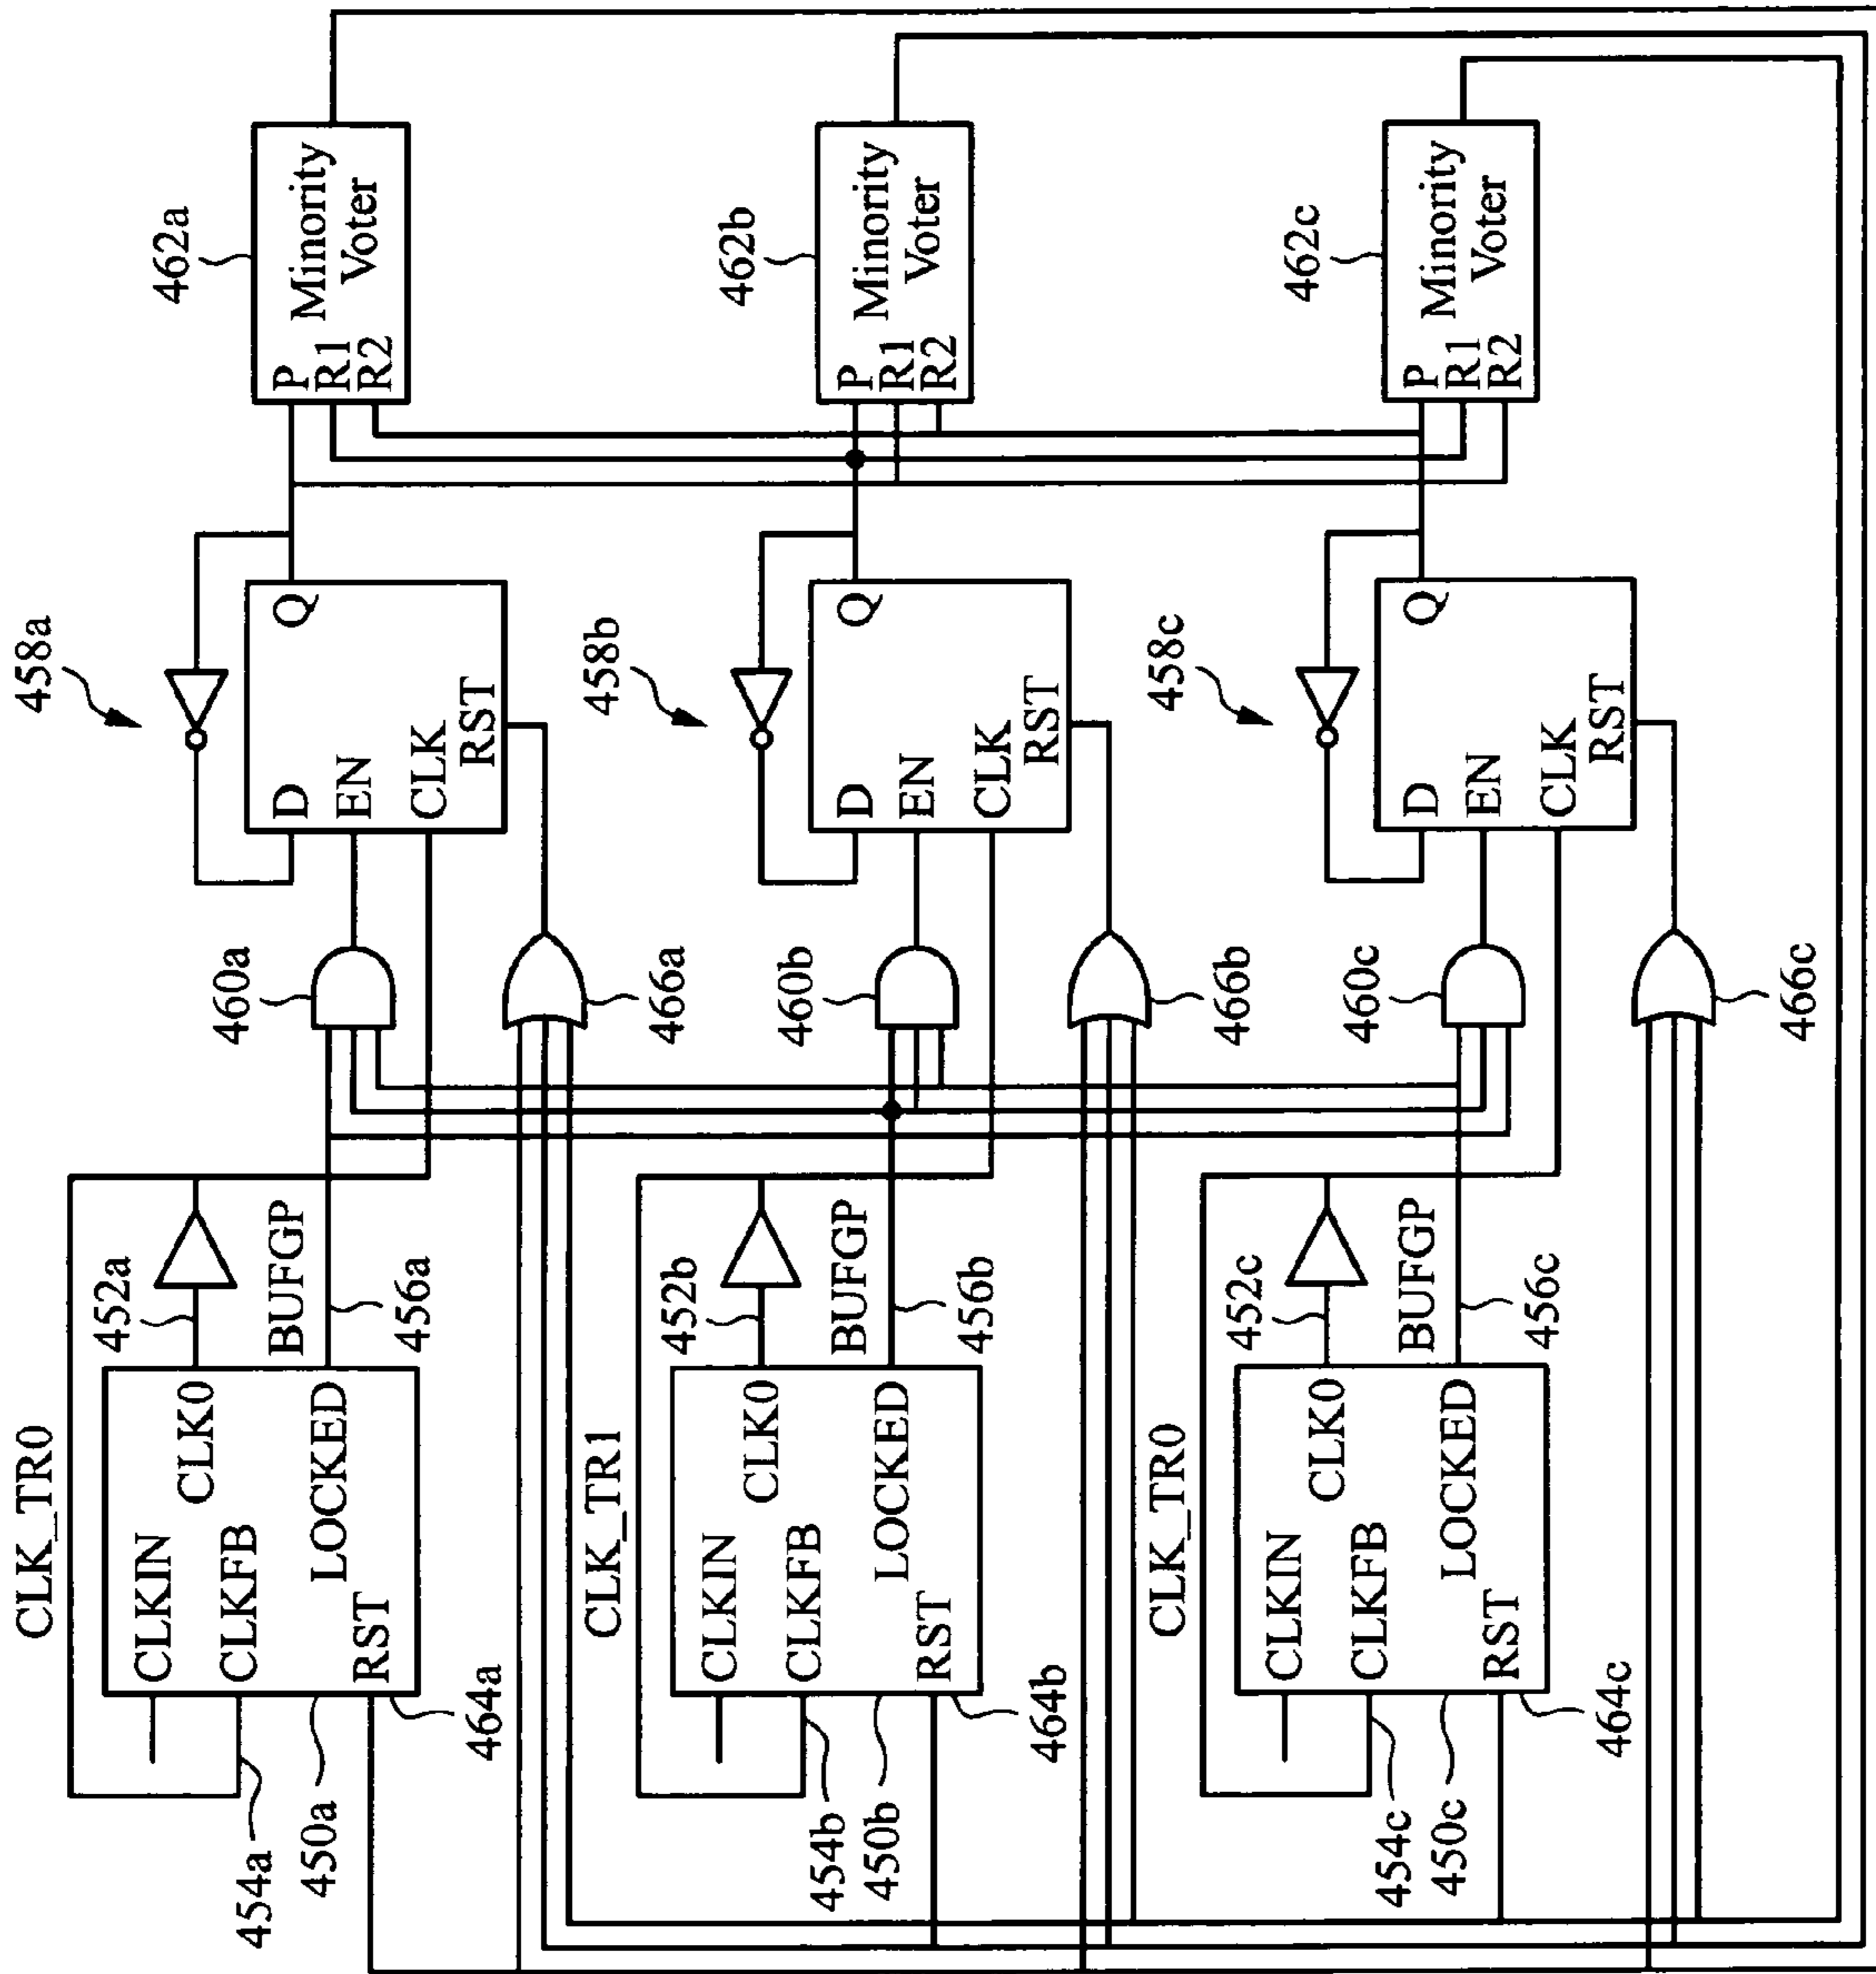 CLK_TR0
CLKIN
CLKFB
CLK0
LOCKED
RST
454a
450a
464a
452a
BUFGP
456a
460a
466a
458a
D
EN
CLK
RST
Q
462a
P
R1
R2
Minority
Voter
CLK_TR1
CLKIN
CLKFB
CLK0
LOCKED
RST
454b
450b
464b
452b
BUFGP
456b
460b
466b
458b
D
EN
CLK
RST
Q
462b
P
R1
R2
Minority
Voter
CLK_TR0
CLKIN
CLKFB
CLK0
LOCKED
RST
454c
450c
464c
452c
BUFGP
456c
460c
466c
458c
D
EN
CLK
RST
Q
462c
P
R1
R2
Minority
Voter